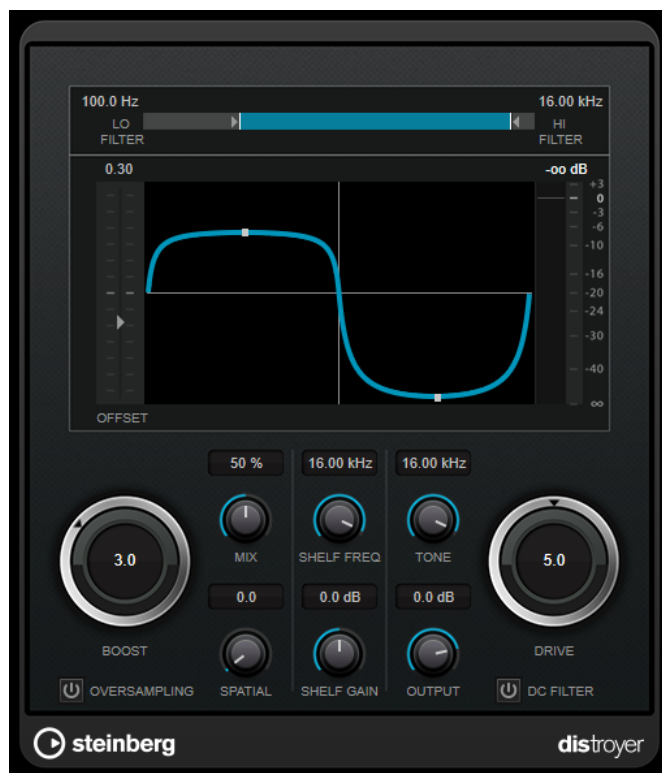 100.0 Hz 16.00 kHz
LO HI
FILTER FILTER
0.30 -oo dB
+3
0
-3
-6
-10
-16
-20
-24
-30
-40
∞
OFFSET
50 % 16.00 kHz 16.00 kHz
3.0 5.0
MIX SHELF FREQ TONE
0.0 0.0 dB 0.0 dB
BOOST DRIVE
OVERSAMPLING SPATIAL SHELF GAIN OUTPUT DC FILTER
steinberg distroyer